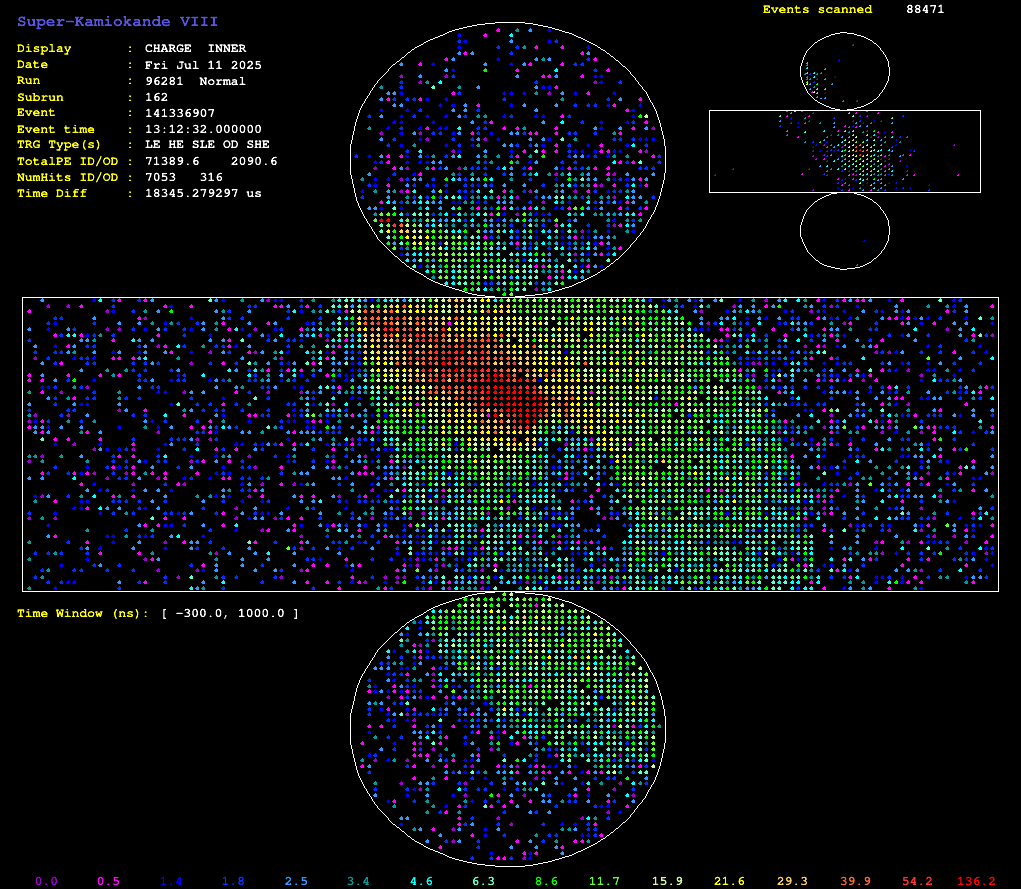 Super-Kamiokande VIII
Display : CHARGE INNER
Date : Fri Jul 11 2025
Run : 96281 Normal
Subrun : 162
Event : 141336907
Event time : 13:12:32.000000
TRG Type(s) : LE HE SLE OD SHE
TotalPE ID/OD : 71389.6 2090.6
NumHits ID/OD : 7053 316
Time Diff : 18345.279297 us
Events scanned 88471
Time Window (ns): [ -300.0, 1000.0 ]
0.0 0.5 1.4 1.8 2.5 3.4 4.6 6.3 8.6 11.7 15.9 21.6 29.3 39.9 54.2 136.2